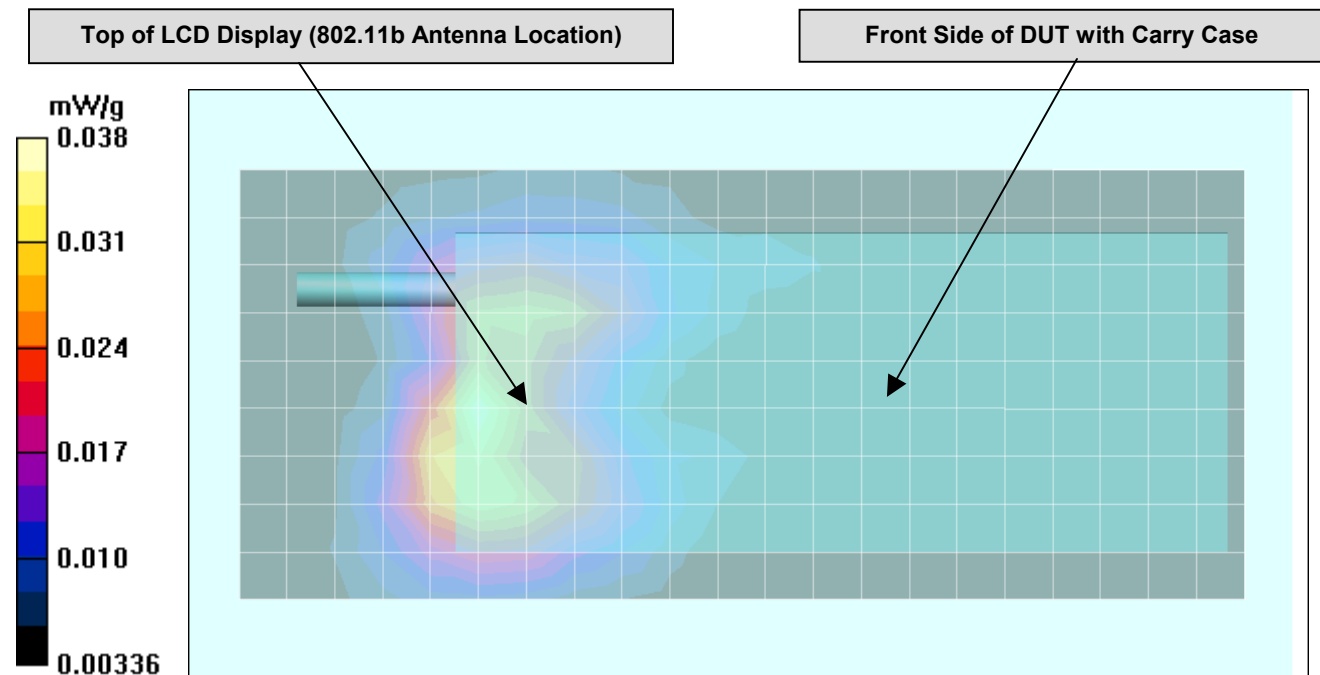 Top of LCD Display (802.11b Antenna Location)
Front Side of DUT with Carry Case
mW/g
0.038
0.031
0.024
0.017
0.010
0.00336